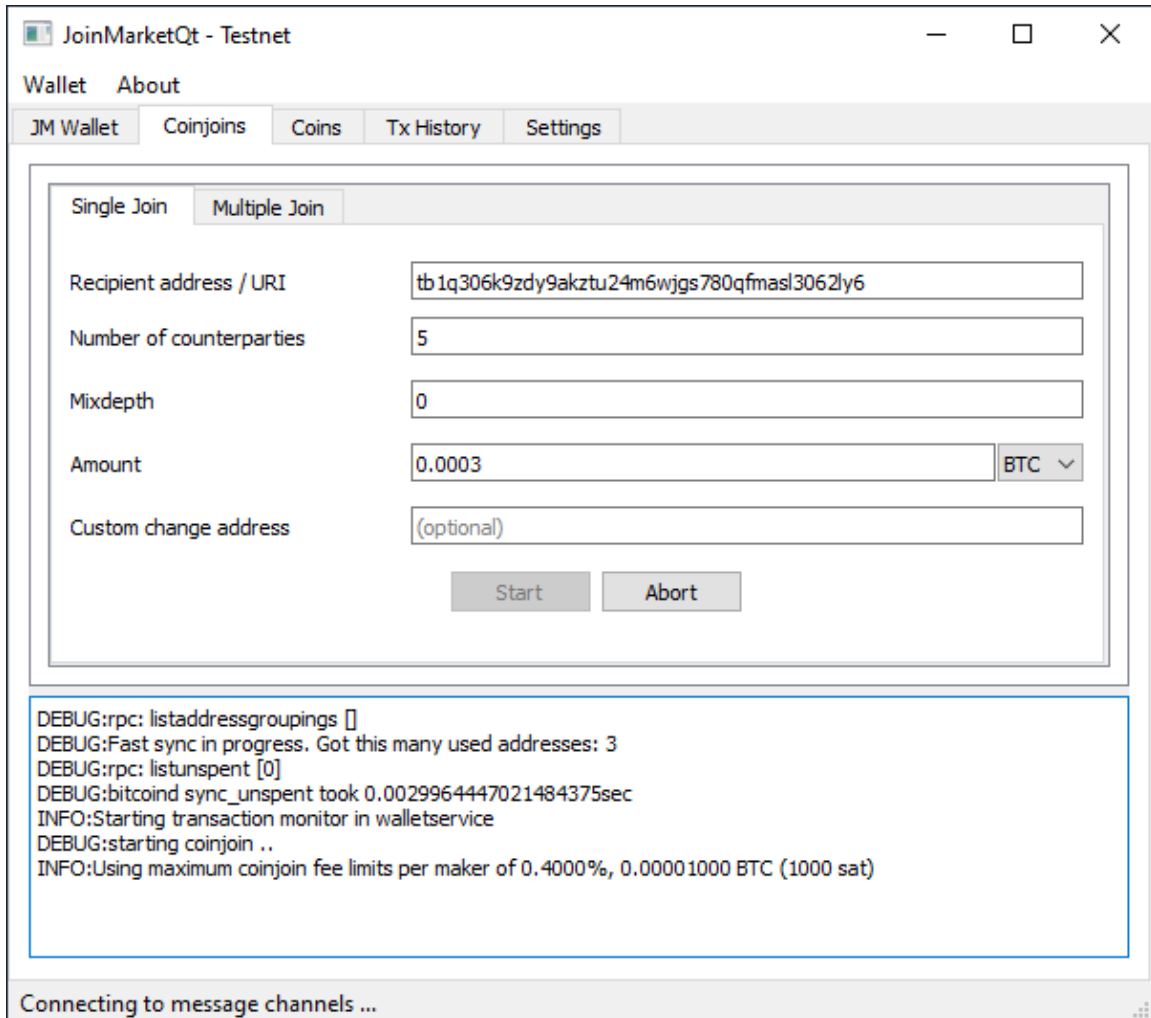 JoinMarketQt - Testnet
Wallet About
JM Wallet Coinjoins Coins Tx History Settings
Single Join Multiple Join
Recipient address / URI tb1q306k9zdy9akztu24m6wjgs780qfmasl3062ly6
Number of counterparties 5
Mixdepth 0
Amount 0.0003 BTC
Custom change address (optional)
Start Abort
DEBUG:rpc: listaddressgroupings []
DEBUG:Fast sync in progress. Got this many used addresses: 3
DEBUG:rpc: listunspent [0]
DEBUG:bitcoind sync_unspent took 0.0029964447021484375sec
INFO:Starting transaction monitor in walletservice
DEBUG:starting coinjoin ..
INFO:Using maximum coinjoin fee limits per maker of 0.4000%, 0.00001000 BTC (1000 sat)
Connecting to message channels ...